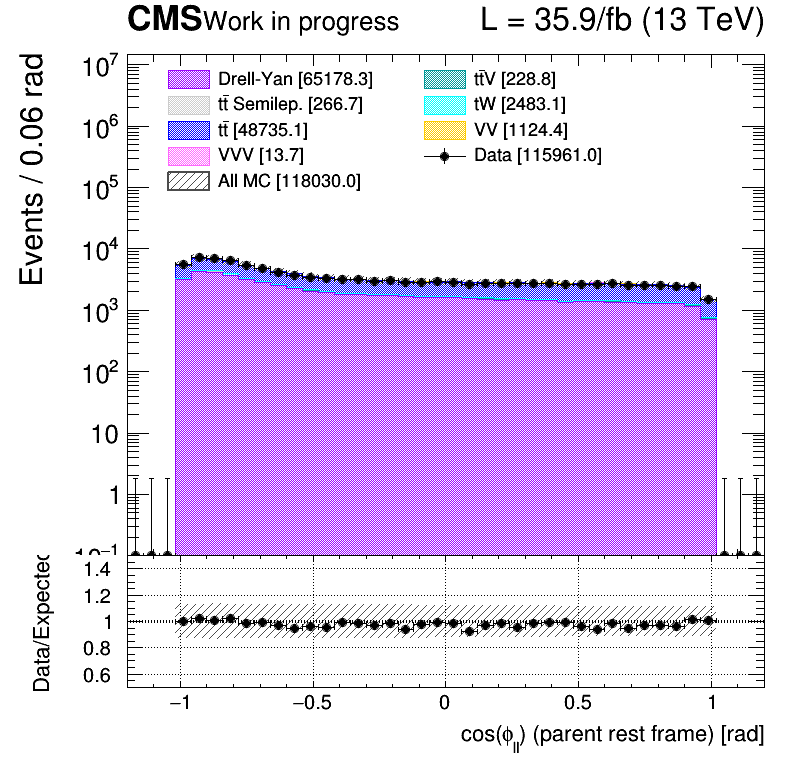 CMS Work in progress L = 35.9/fb (13 TeV)
Events / 0.06 rad
10⁷
10⁶
10⁵
10⁴
10³
10²
10
1
10⁻¹
Drell-Yan [65178.3]
tt̄ Semilep. [266.7]
tt̄ [48735.1]
VVV [13.7]
All MC [118030.0]
tt̄V [228.8]
tW [2483.1]
VV [1124.4]
Data [115961.0]
Data/Expected
1.4
1.2
1
0.8
0.6
−1 −0.5 0 0.5 1
cos(ϕ_ll) (parent rest frame) [rad]